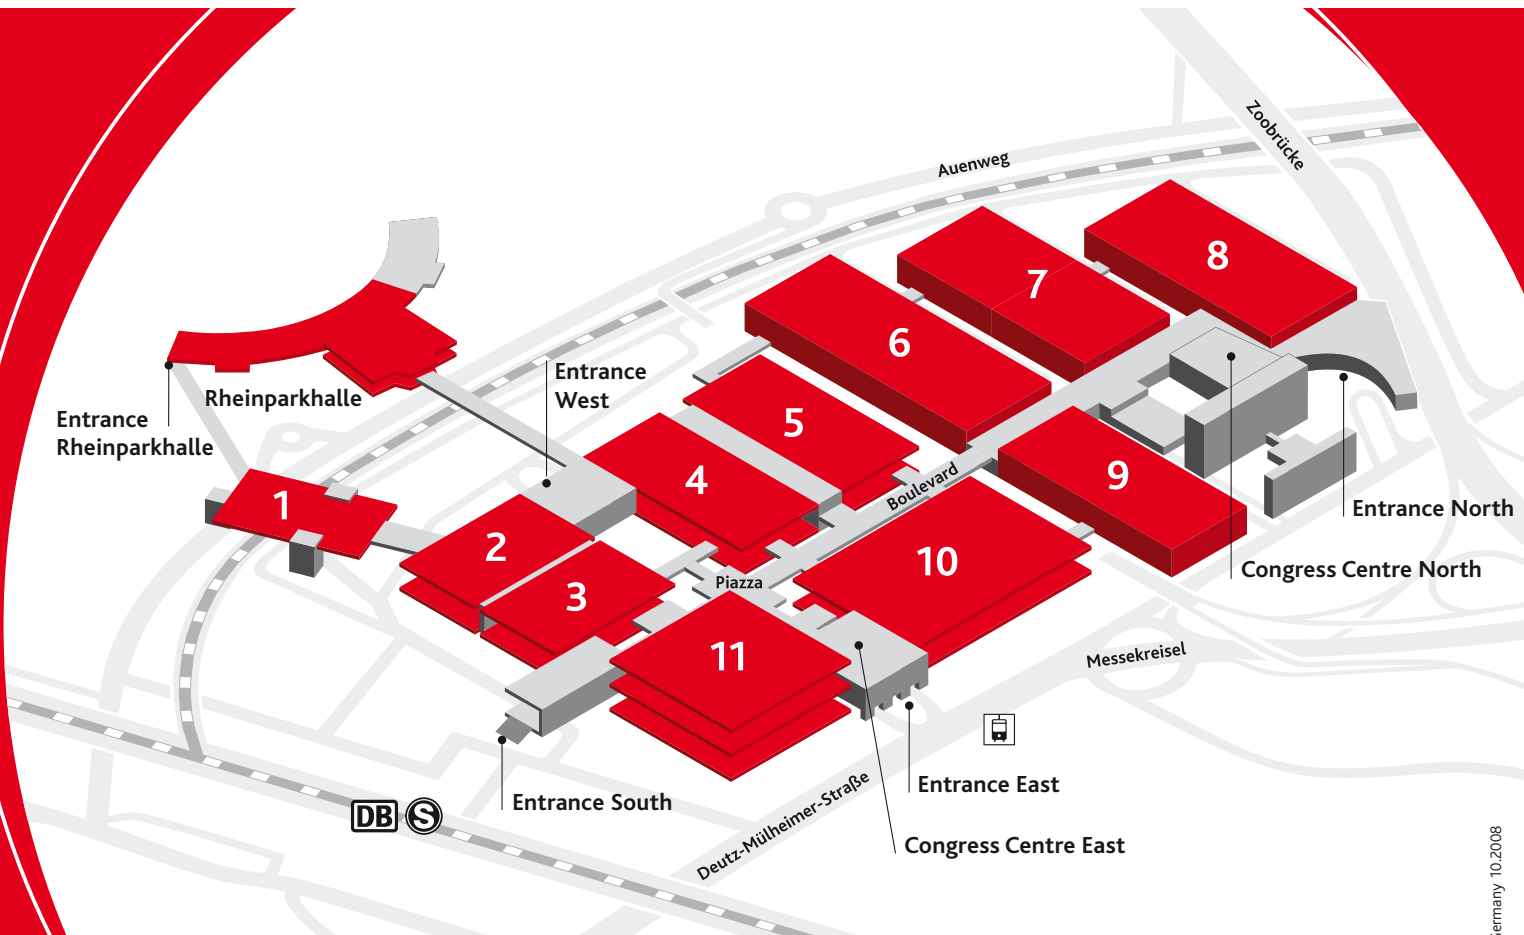 Zoobrücke
Auenweg
8
7
6
Entrance
West
Rheinparkhalle
Entrance
Rheinparkhalle
5
4
9
Boulevard
1
Entrance North
2
10
Congress Centre North
Piazza
3
11
Messekreisel
Entrance East
Entrance South
DB
S
Deutz-Mülheimer-Straße
Congress Centre East
Germany 10.2008